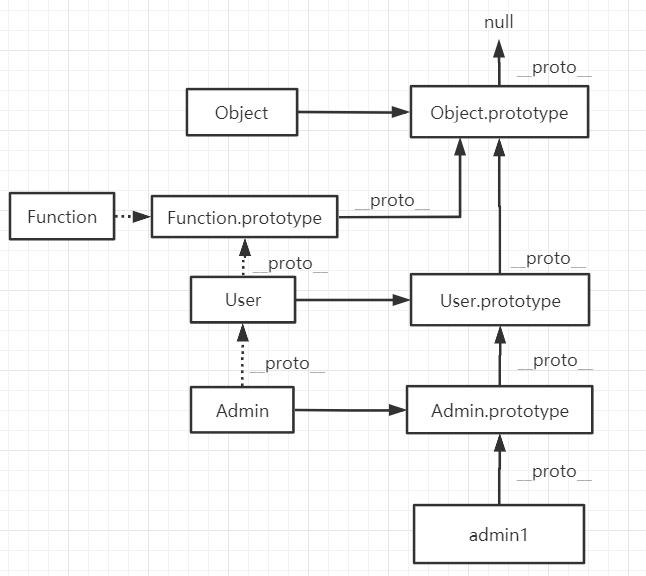 null
__proto__
Object
Object.prototype
Function
Function.prototype
__proto__
__proto__
User
__proto__
User.prototype
__proto__
__proto__
Admin
Admin.prototype
__proto__
admin1